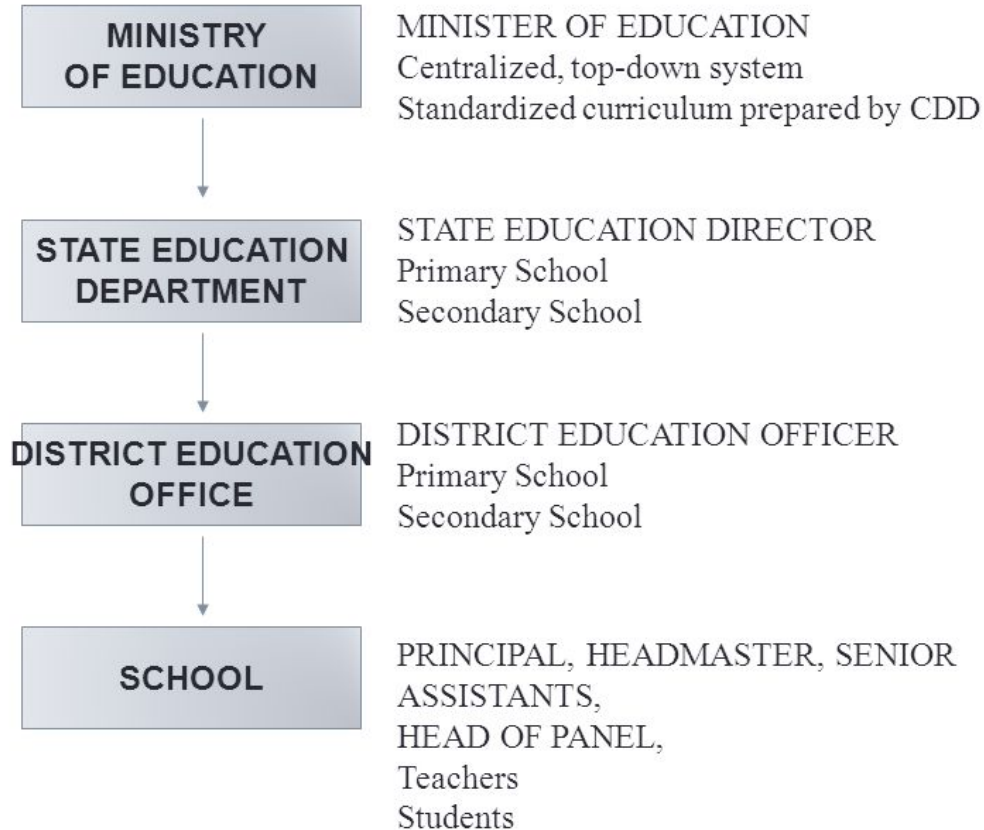 MINISTRY
OF EDUCATION
MINISTER OF EDUCATION
Centralized, top-down system
Standardized curriculum prepared by CDD
STATE EDUCATION
DEPARTMENT
STATE EDUCATION DIRECTOR
Primary School
Secondary School
DISTRICT EDUCATION
OFFICE
DISTRICT EDUCATION OFFICER
Primary School
Secondary School
SCHOOL
PRINCIPAL, HEADMASTER, SENIOR
ASSISTANTS,
HEAD OF PANEL,
Teachers
Students